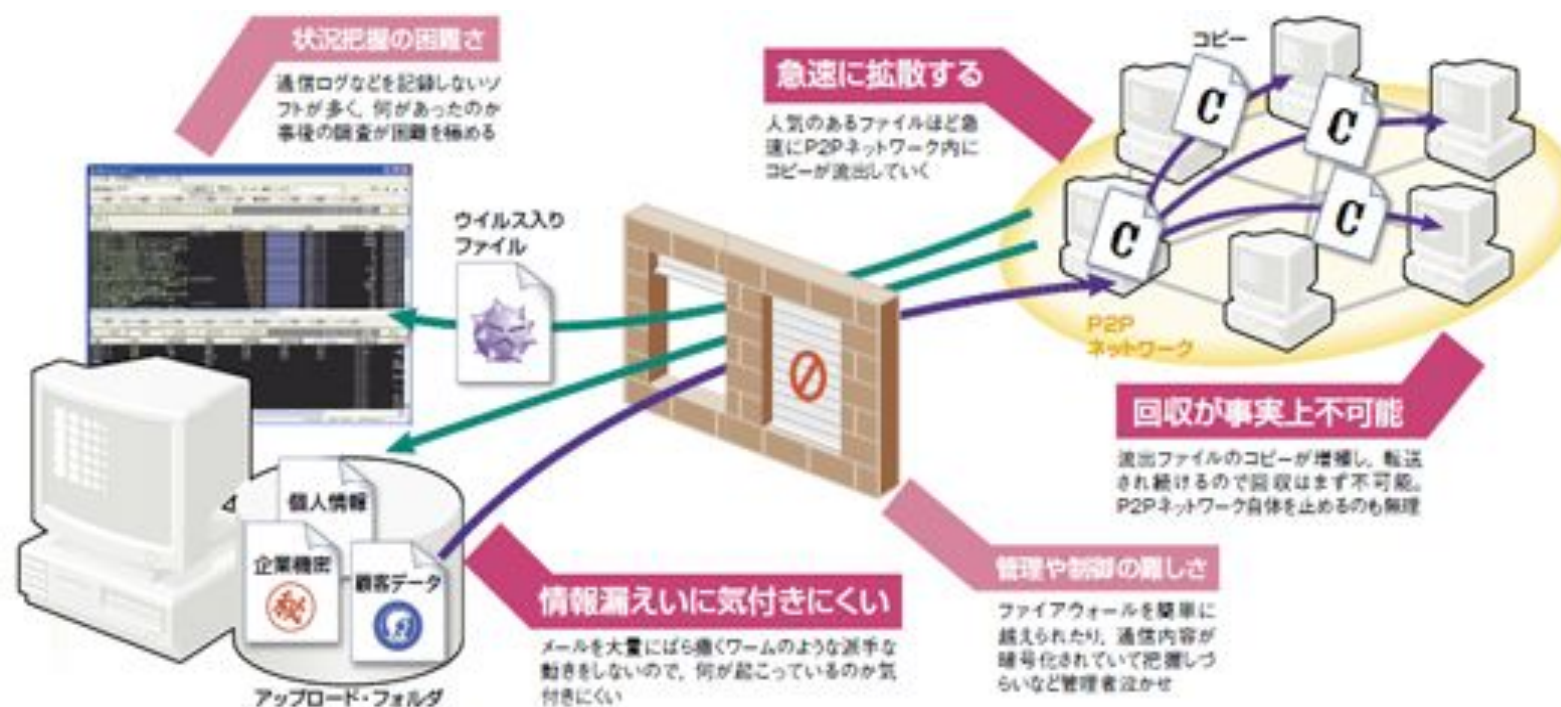 状況把握の困難さ
通信ログなどを記録しないソ
フトが多く、何があったのか
事後の調査が困難を極める
急速に拡散する
人気のあるファイルほど急
速にP2Pネットワーク内に
コピーが流出していく
コピー
C
C
C
C
ウイルス入り
ファイル
P2P
ネットワーク
回収が事実上不可能
流出ファイルのコピーが増殖し、転送
され続けるので回収はまず不可能。
P2Pネットワーク自体を止めるのも無理
個人情報
企業機密
秘
顧客データ
アップロード・フォルダ
情報漏えいに気付きにくい
メールを大量にばら撒くワームのような派手な
動きをしないので、何が起こっているのか気
付きにくい
管理や制御の難しさ
ファイアウォールを簡単に
越えられたり、通信内容が
暗号化されていて把握しづ
らいなど管理者泣かせ